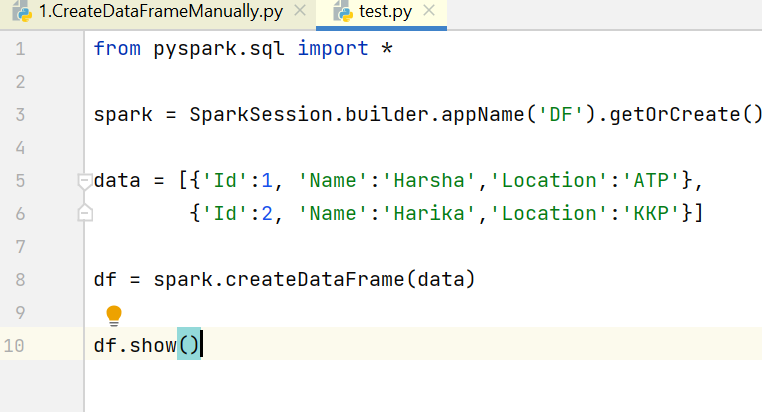 1.CreateDataFrameManually.py test.py
1 from pyspark.sql import *
2
3 spark = SparkSession.builder.appName('DF').getOrCreate()
4
5 data = [{'Id':1, 'Name':'Harsha','Location':'ATP'},
6         {'Id':2, 'Name':'Harika','Location':'KKP'}]
7
8 df = spark.createDataFrame(data)
9
10 df.show()